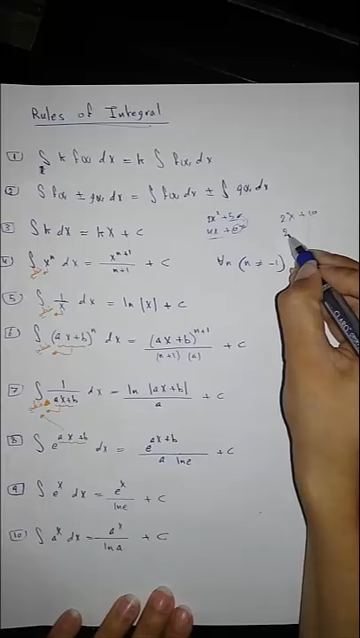 Rules of Integral
1 ∫ k f(x) dx = k ∫ f(x) dx
2 ∫ f(x) ± g(x) dx = ∫ f(x) dx ± ∫ g(x) dx
3 ∫ k dx = kx + c
4 ∫ xⁿ dx = xⁿ⁺¹/n+1 + c ∀n (n ≠ -1)
5 ∫ 1/x dx = ln |x| + c
6 ∫ (ax+b)ⁿ dx = (ax+b)ⁿ⁺¹/(n+1) (a) + c
7 ∫ 1/ax+b dx = ln |ax+b|/a + c
8 ∫ e^ax+b dx = e^ax+b/a lne + c
9 ∫ eˣ dx = eˣ/lne + c
10 ∫ aˣ dx = aˣ/ln a + c